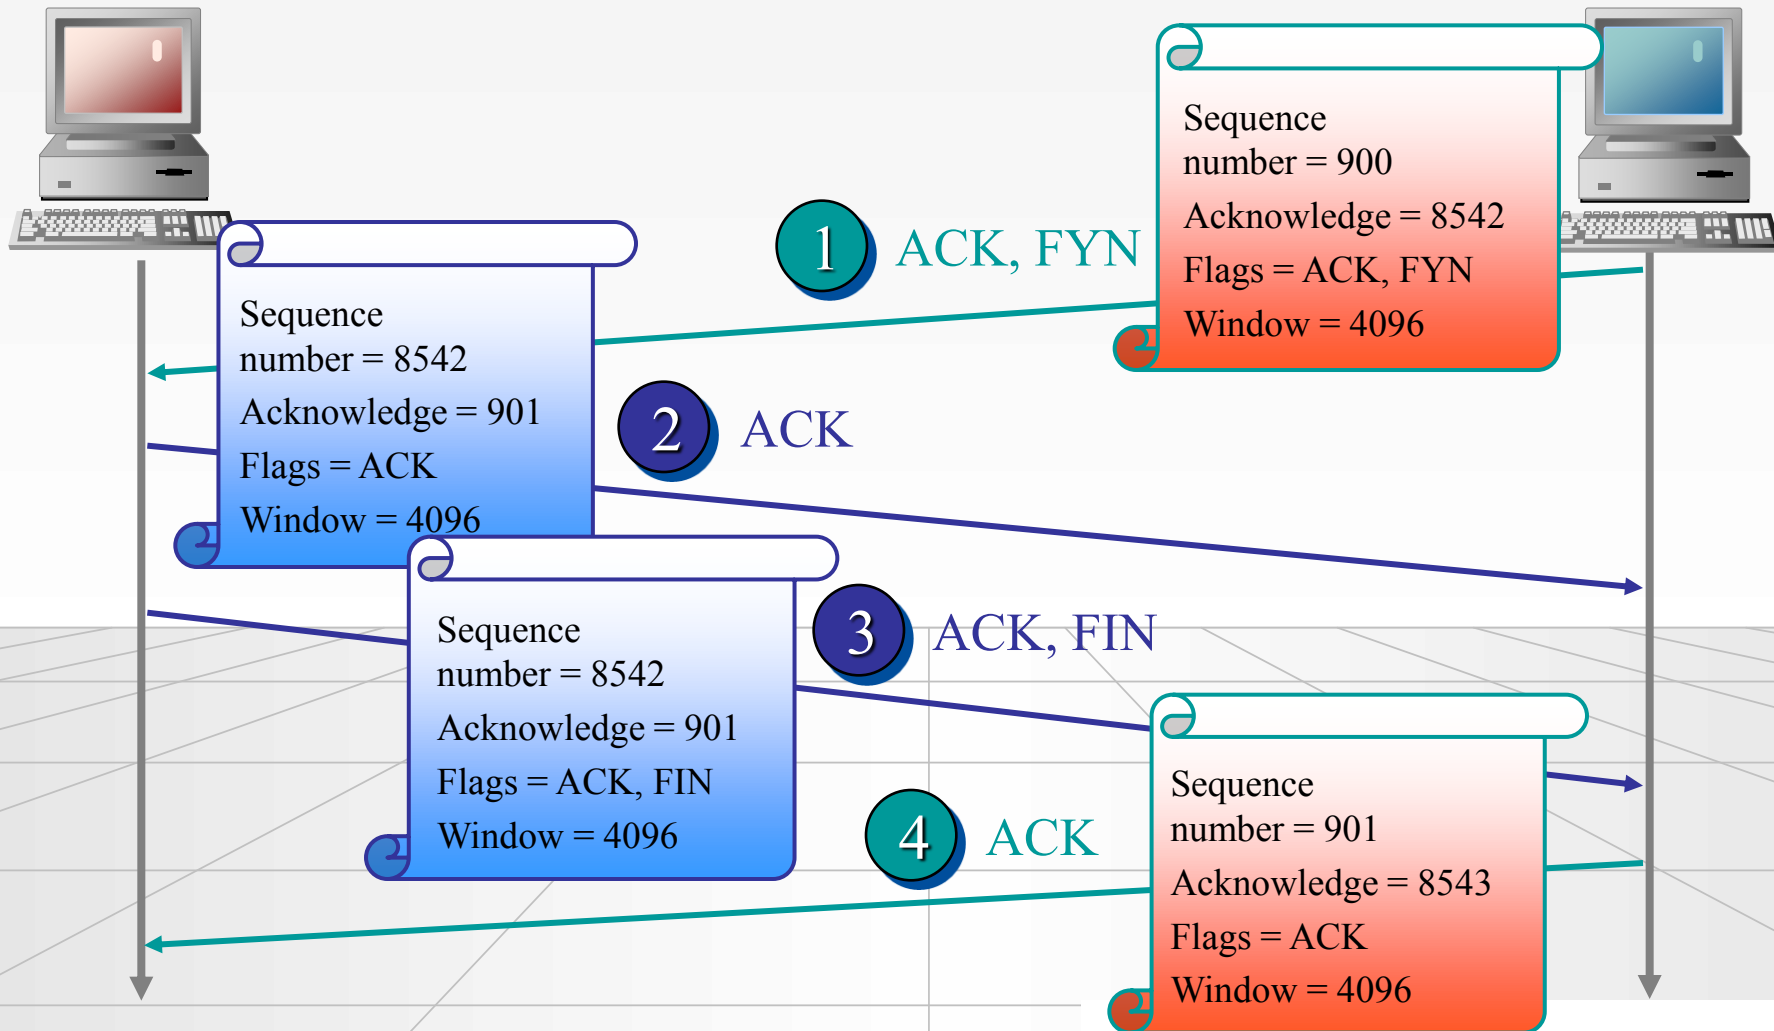 Sequence
number = 900
Acknowledge = 8542
Flags = ACK, FYN
Window = 4096
1 ACK, FYN
Sequence
number = 8542
Acknowledge = 901
Flags = ACK
Window = 4096
2 ACK
Sequence
number = 8542
Acknowledge = 901
Flags = ACK, FIN
Window = 4096
3 ACK, FIN
Sequence
number = 901
Acknowledge = 8543
Flags = ACK
Window = 4096
4 ACK